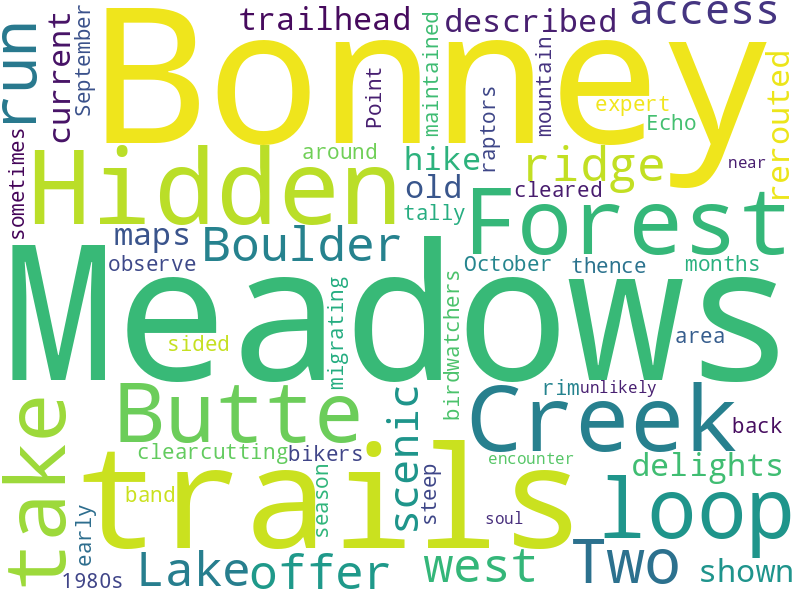 trailhead
described
access
run
current
September
Bonney
Point
maintained
raptors
mountain
expert
Echo
rerouted
sometimes
Hidden
around
hike
ridge
near
old
cleared
tally
Forest
maps
Boulder
observe
October
thence
months
Meadows
migrating
birdwatchers
sided
area
take
Butte
scenic
rim
unlikely
Creek
back
clearcutting
bikers
trails
encounter
delights
band
season
steep
loop
early
soul
1980s
Lake
offer
west
Two
shown